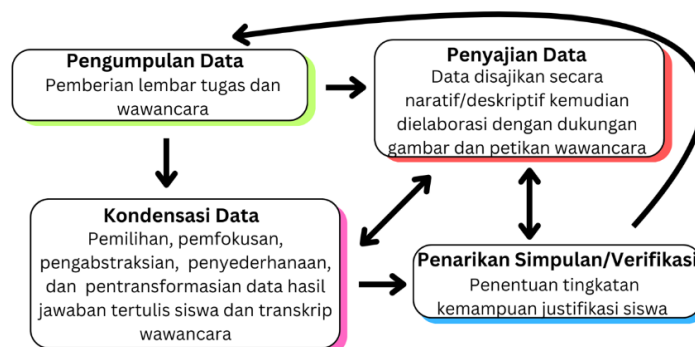 Pengumpulan Data
Pemberian lembar tugas dan
wawancara
Penyajian Data
Data disajikan secara
naratif/deskriptif kemudian
dielaborasi dengan dukungan
gambar dan petikan wawancara
Kondensasi Data
Pemilihan, pemfokusan,
pengabstraksian, penyederhanaan,
dan pentransformasian data hasil
jawaban tertulis siswa dan transkrip
wawancara
Penarikan Simpulan/Verifikasi
Penentuan tingkatan
kemampuan justifikasi siswa